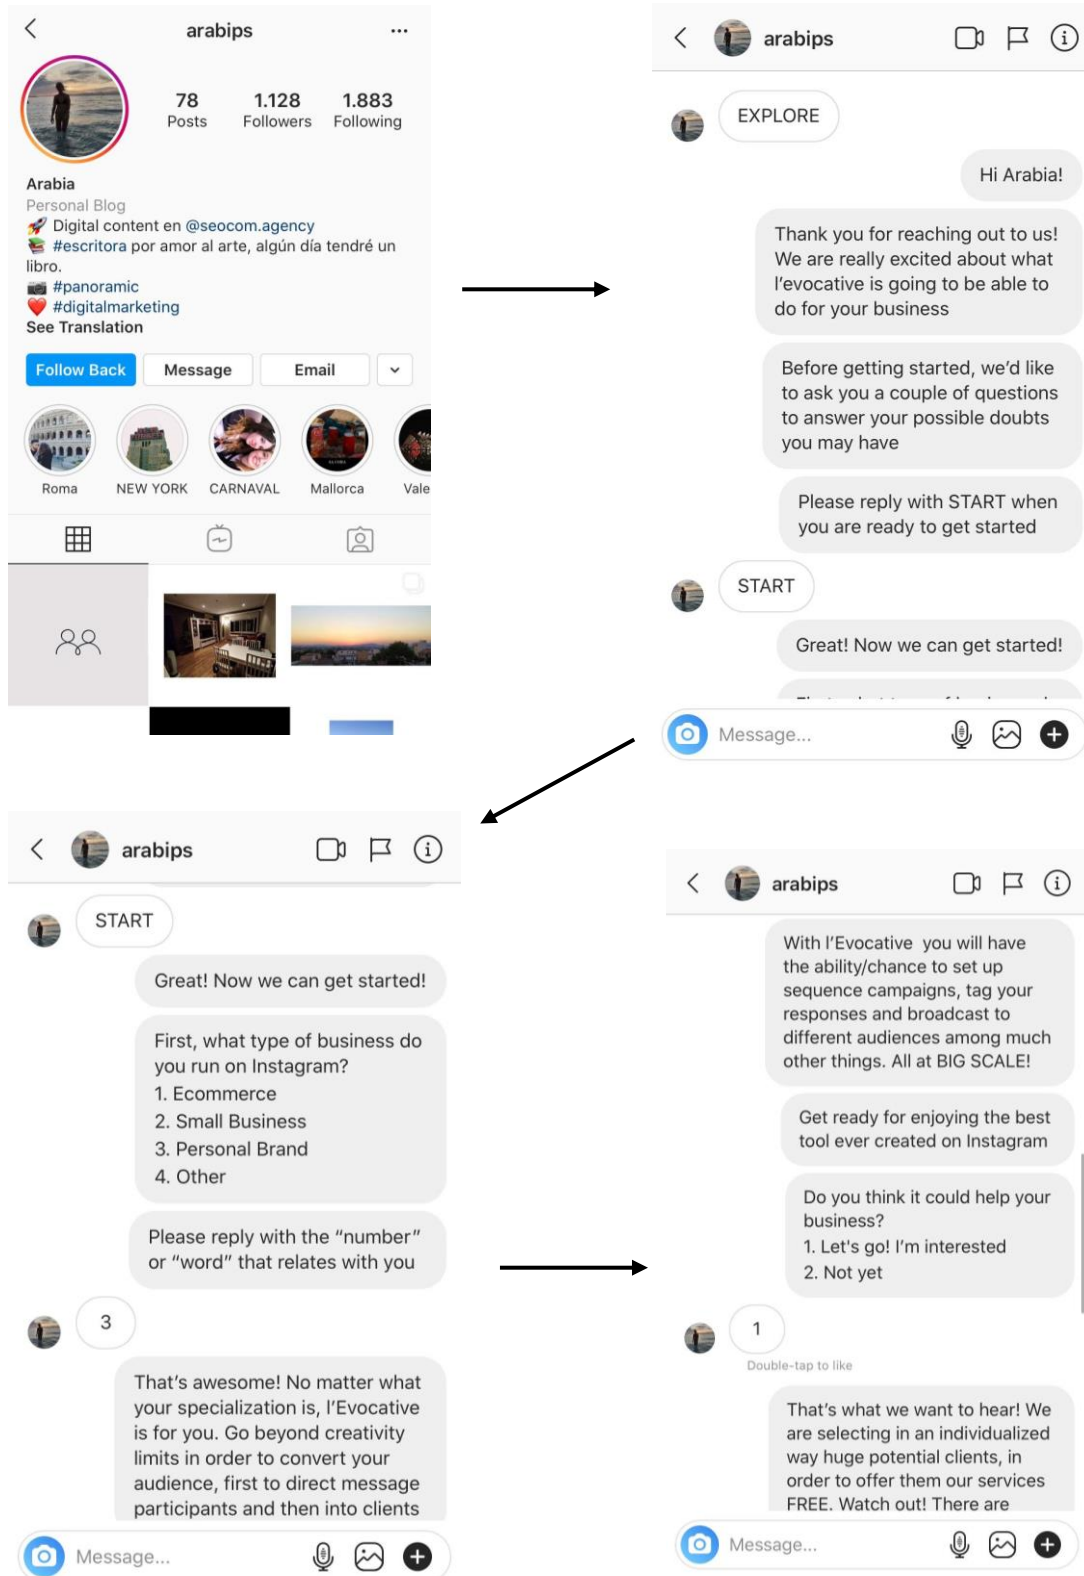 arabips
78
1.128
1.883
Posts
Followers
Following
Arabia
Personal Blog
🚀 Digital content en @seocom.agency
📚 #escritora por amor al arte, algún día tendré un
libro.
📷 #panoramic
❤️ #digitalmarketing
See Translation
Follow Back
Message
Email
Roma
NEW YORK
CARNAVAL
Mallorca
Vale
arabips
EXPLORE
Hi Arabia!
Thank you for reaching out to us!
We are really excited about what
l'evocative is going to be able to
do for your business
Before getting started, we'd like
to ask you a couple of questions
to answer your possible doubts
you may have
Please reply with START when
you are ready to get started
START
Great! Now we can get started!
Message...
arabips
START
Great! Now we can get started!
First, what type of business do
you run on Instagram?
1. Ecommerce
2. Small Business
3. Personal Brand
4. Other
Please reply with the “number”
or “word” that relates with you
3
That's awesome! No matter what
your specialization is, l'Evocative
is for you. Go beyond creativity
limits in order to convert your
audience, first to direct message
participants and then into clients
Message...
arabips
With l'Evocative you will have
the ability/chance to set up
sequence campaigns, tag your
responses and broadcast to
different audiences among much
other things. All at BIG SCALE!
Get ready for enjoying the best
tool ever created on Instagram
Do you think it could help your
business?
1. Let's go! I'm interested
2. Not yet
1
Double-tap to like
That's what we want to hear! We
are selecting in an individualized
way huge potential clients, in
order to offer them our services
FREE. Watch out! There are
Message...